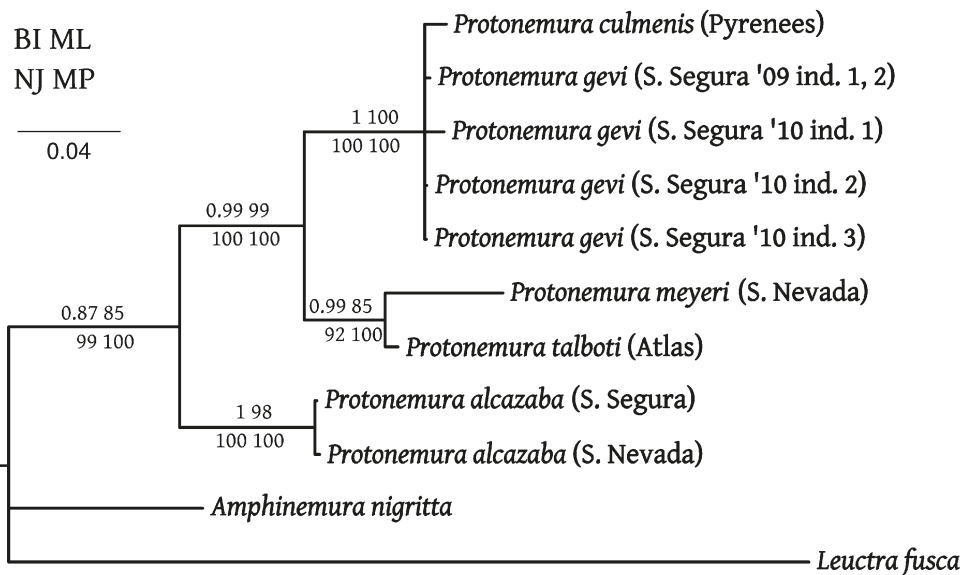 BI ML
NJ MP
0.04
Protonemura culmenis (Pyrenees)
Protonemura gevi (S. Segura '09 ind. 1, 2)
1 100
100 100
Protonemura gevi (S. Segura '10 ind. 1)
Protonemura gevi (S. Segura '10 ind. 2)
0.99 99
100 100
Protonemura gevi (S. Segura '10 ind. 3)
Protonemura meyeri (S. Nevada)
0.99 85
92 100
0.87 85
99 100
Protonemura talboti (Atlas)
Protonemura alcazaba (S. Segura)
1 98
100 100
Protonemura alcazaba (S. Nevada)
Amphinemura nigritta
Leuctra fusca